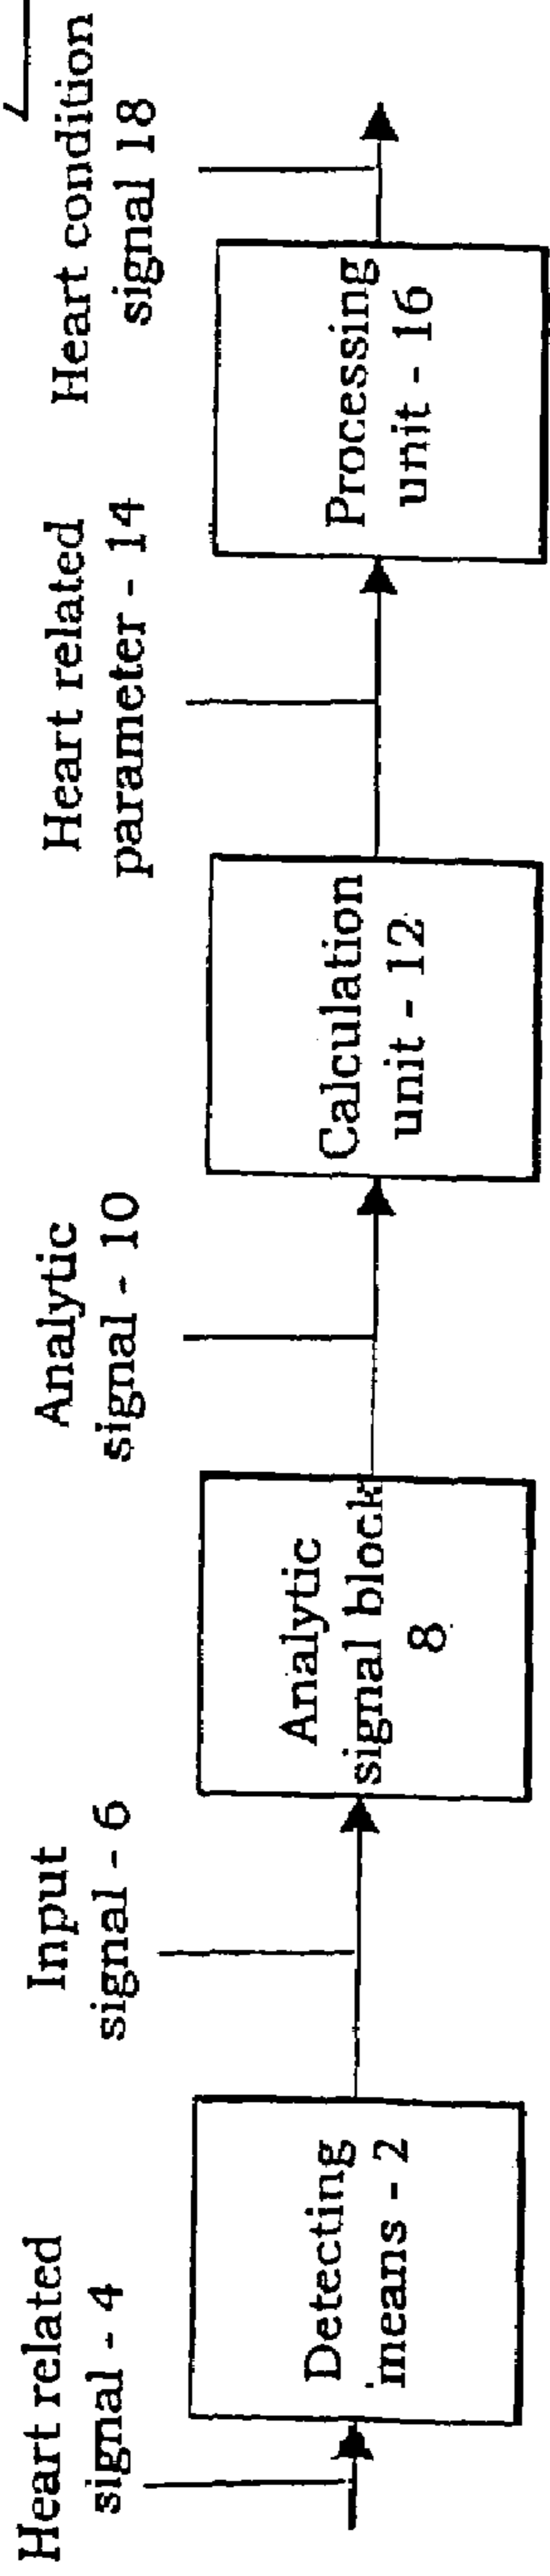 Heart related
signal - 4
Detecting
means - 2
Input
signal - 6
Analytic
signal block
8
Analytic
signal - 10
Calculation
unit - 12
Heart related
parameter - 14
Processing
unit - 16
Heart condition
signal 18